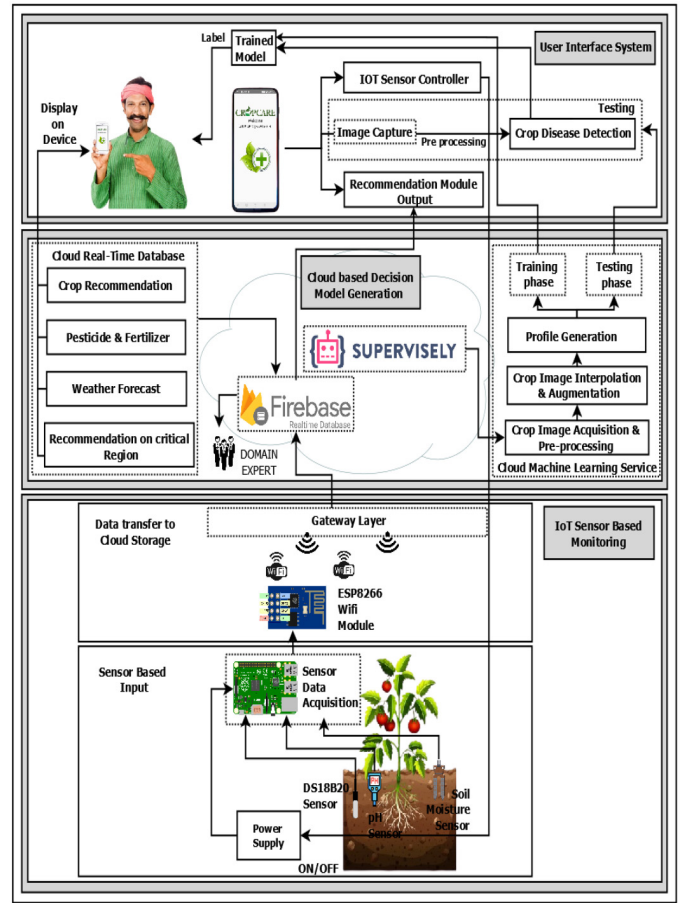 Label
Trained
Model
User Interface System
Display
on
Device
CROPCARE
IOT Sensor Controller
Testing
Image Capture
Pre processing
Crop Disease Detection
Recommendation Module
Output
Cloud Real-Time Database
Crop Recommendation
Pesticide & Fertilizer
Weather Forecast
Recommendation on critical
Region
Cloud based Decision
Model Generation
SUPERVISELY
Firebase
Realtime Database
DOMAIN
EXPERT
Training
phase
Testing
phase
Profile Generation
Crop Image Interpolation
& Augmentation
Crop Image Acquisition &
Pre-processing
Cloud Machine Learning Service
Data transfer to
Cloud Storage
Gateway Layer
IoT Sensor Based
Monitoring
WiFi
WiFi
ESP8266
Wifi
Module
Sensor Based
Input
Sensor
Data
Acquisition
DS18B20
Sensor
pH
Sensor
Soil
Moisture
Sensor
Power
Supply
ON/OFF